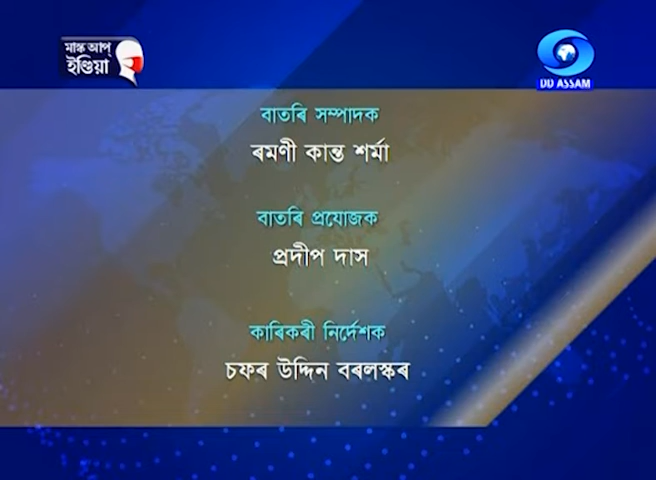 মাস্ক আপ্
ইণ্ডিয়া
DD ASSAM
বাতৰি সম্পাদক
ৰমণী কান্ত শৰ্মা
বাতৰি প্ৰযোজক
প্ৰদীপ দাস
কাৰিকৰী নিৰ্দেশক
চফৰ উদ্দিন বৰলস্কৰ